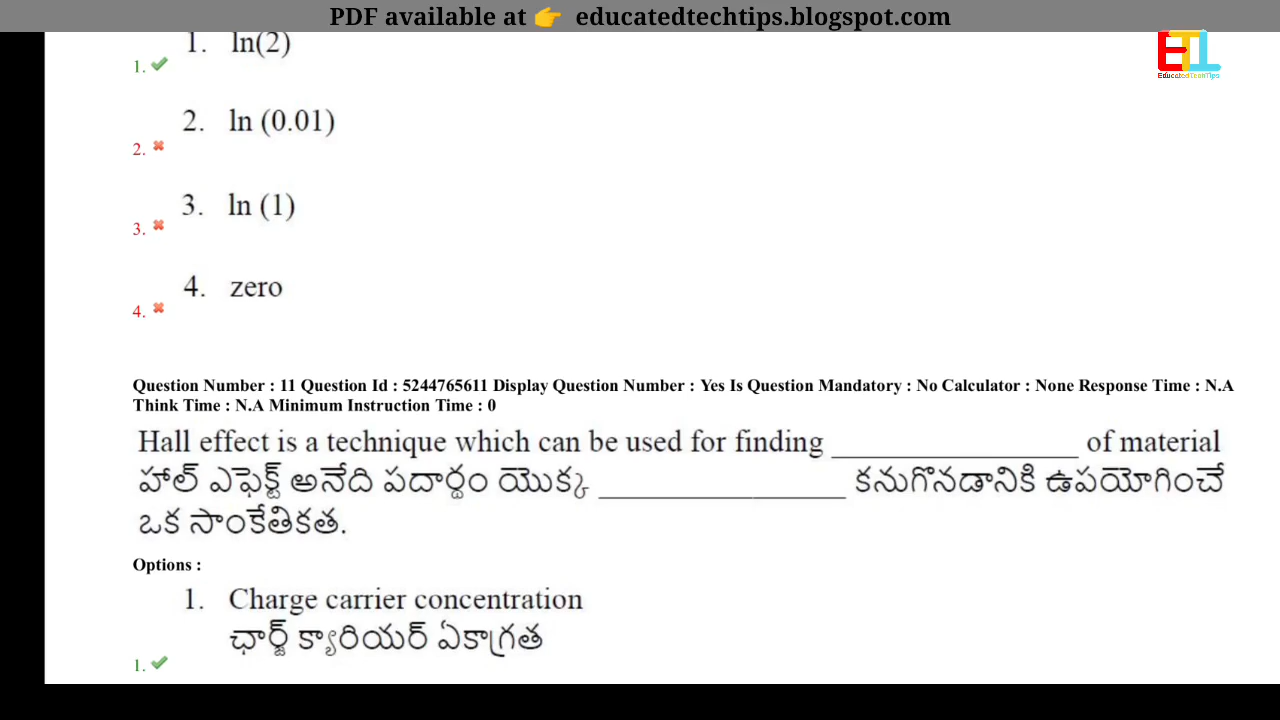 PDF available at 👉 educatedtechtips.blogspot.com
ETL
EducatedTechTips
1. ln(2)
1.
2. ln (0.01)
2.
3. ln (1)
3.
4. zero
4.
Question Number : 11 Question Id : 5244765611 Display Question Number : Yes Is Question Mandatory : No Calculator : None Response Time : N.A
Think Time : N.A Minimum Instruction Time : 0
Hall effect is a technique which can be used for finding ________________ of material
హాల్ ఎఫెక్ట్ అనేది పదార్థం యొక్క ________________ కనుగొనడానికి ఉపయోగించే
ఒక సాంకేతికత.
Options :
1. Charge carrier concentration
ఛార్జ్ క్యారియర్ ఏకాగ్రత
1.